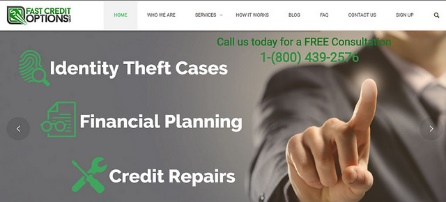 FAST CREDIT
OPTIONS
HOME WHO WE ARE SERVICES HOW IT WORKS BLOG FAQ CONTACT US SIGN UP
Call us today for a FREE Consultation
1-(800) 439-2576
Identity Theft Cases
Financial Planning
Credit Repairs